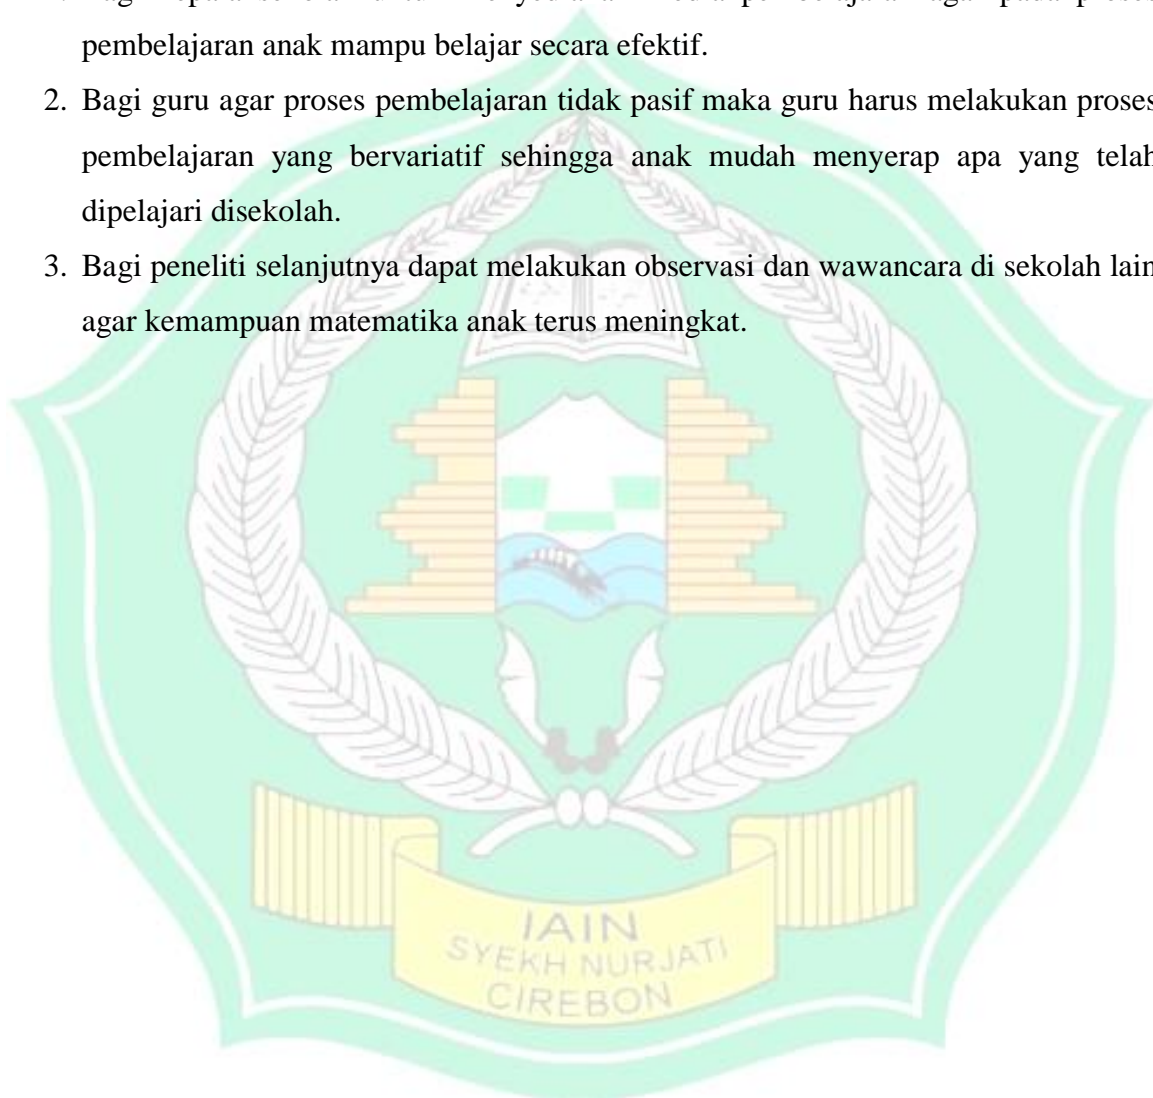 pembelajaran anak mampu belajar secara efektif.
2. Bagi guru agar proses pembelajaran tidak pasif maka guru harus melakukan proses
pembelajaran yang bervariatif sehingga anak mudah menyerap apa yang telah
dipelajari disekolah.
3. Bagi peneliti selanjutnya dapat melakukan observasi dan wawancara di sekolah lain
agar kemampuan matematika anak terus meningkat.
IAIN
SYEKH NURJATI
CIREBON